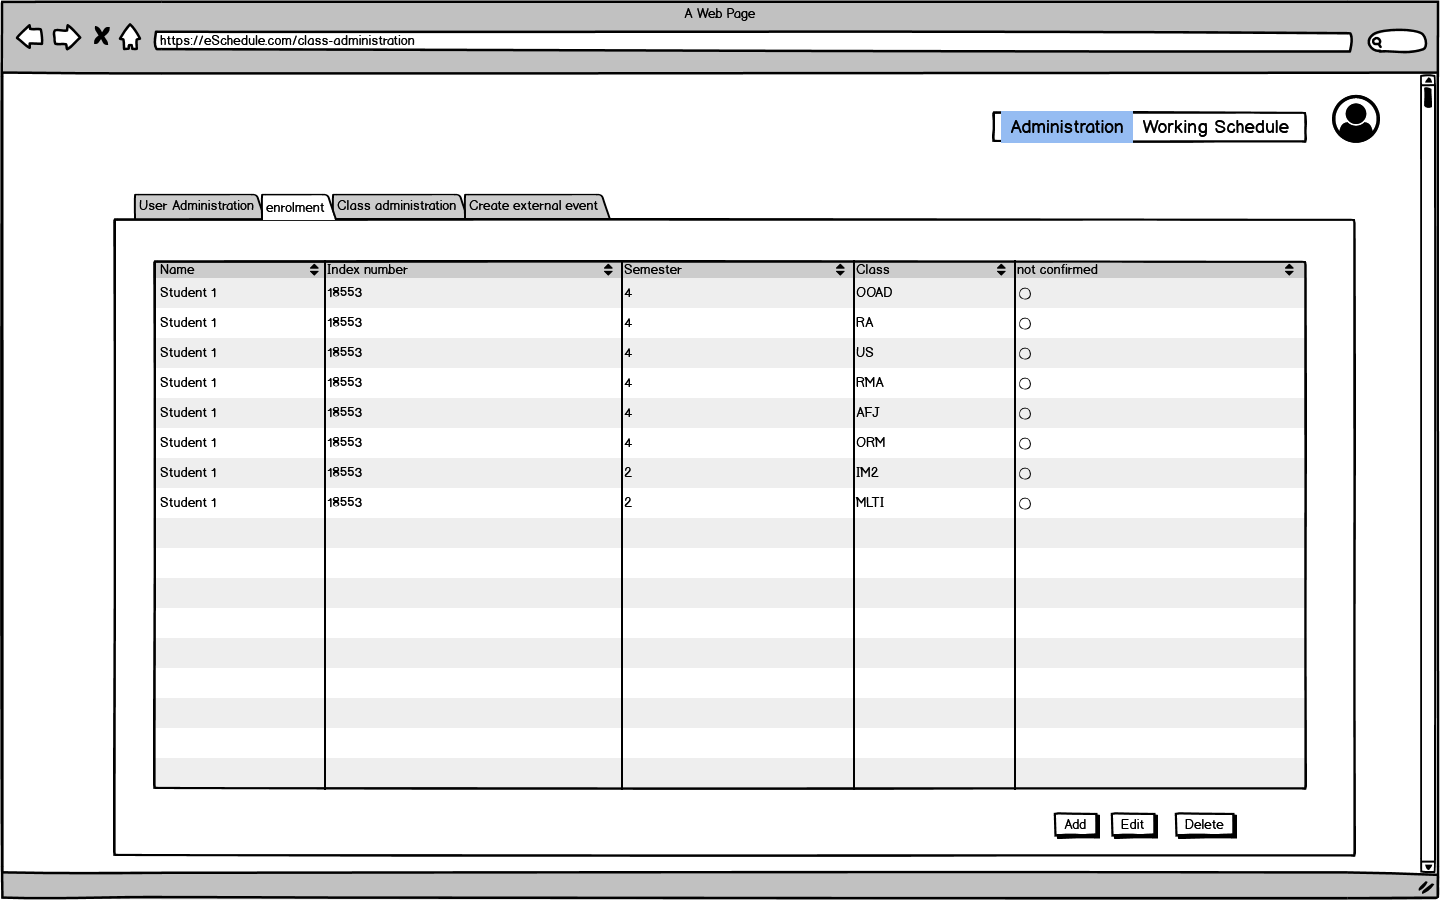 A Web Page
https://eSchedule.com/class-administration
Administration Working Schedule
User Administration enrolment Class administration Create external event
Name Index number Semester Class not confirmed
Student 1 18553 4 OOAD
Student 1 18553 4 RA
Student 1 18553 4 US
Student 1 18553 4 RMA
Student 1 18553 4 AFJ
Student 1 18553 4 ORM
Student 1 18553 2 IM2
Student 1 18553 2 MLTI
Add Edit Delete